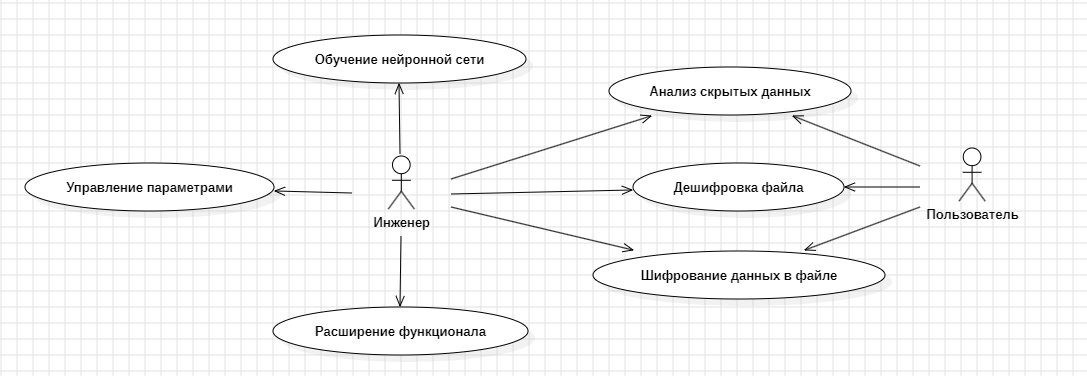 Обучение нейронной сети
Анализ скрытых данных
Управление параметрами
Дешифровка файла
Инженер
Пользователь
Шифрование данных в файле
Расширение функционала